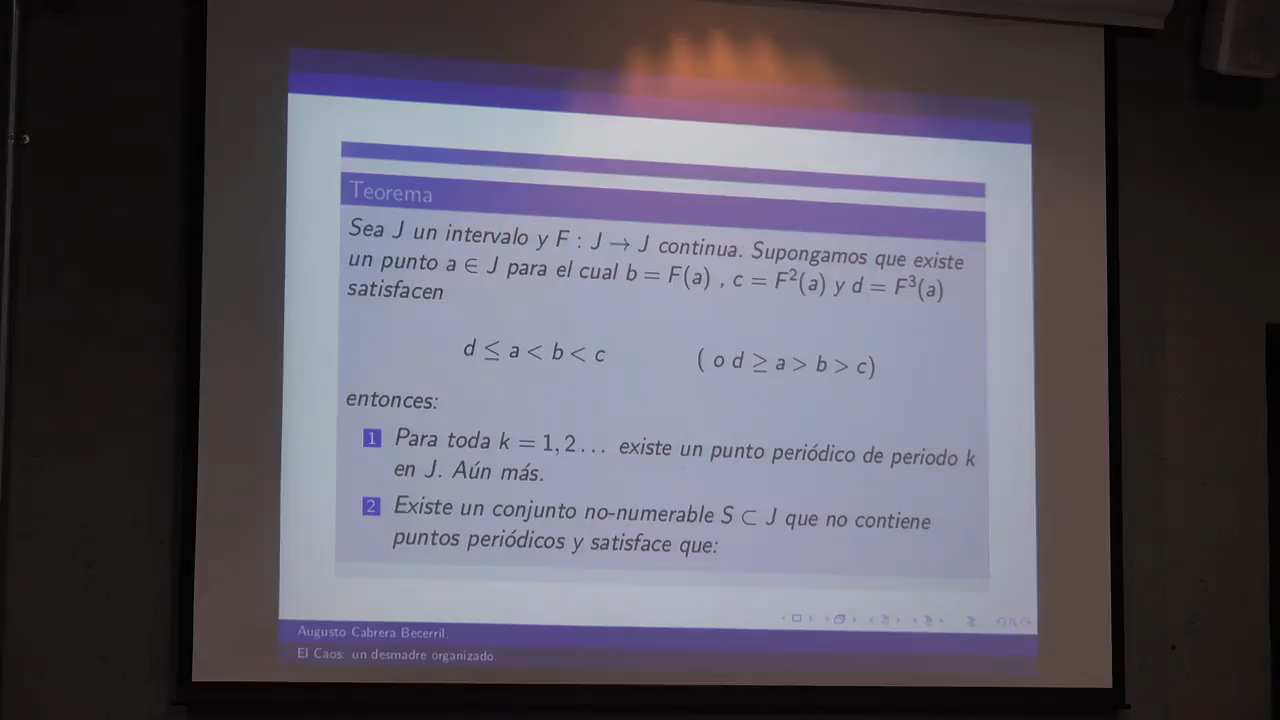 Teorema
Sea J un intervalo y F : J → J continua. Supongamos que existe
un punto a ∈ J para el cual b = F(a) , c = F²(a) y d = F³(a)
satisfacen
d ≤ a < b < c ( o d ≥ a > b > c)
entonces:
1 Para toda k = 1, 2 . . . existe un punto periódico de periodo k
en J. Aún más.
2 Existe un conjunto no-numerable S ⊂ J que no contiene
puntos periódicos y satisface que:
Augusto Cabrera Becerril.
El Caos: un desmadre organizado.